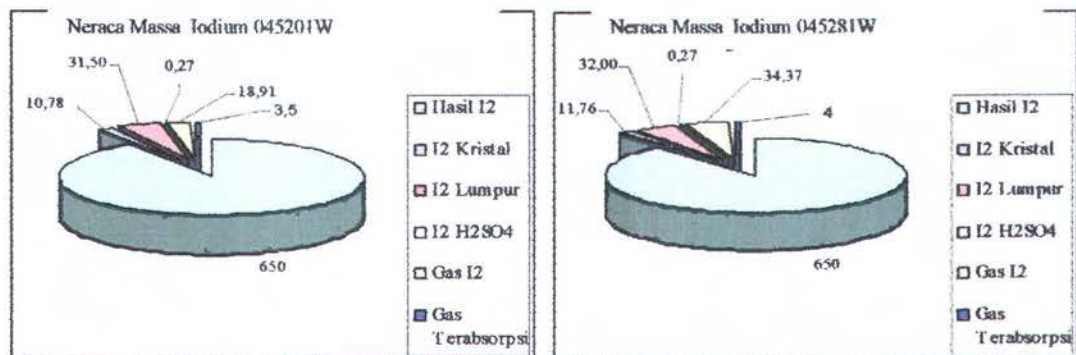 Neraca Massa Iodium 045201W
31,50
0,27
18,91
10,78
3,5
650
Hasil I2
I2 Kristal
I2 Lumpur
I2 H2SO4
Gas I2
Gas
Terabsorpsi
Neraca Massa Iodium 045281W
32,00
0,27
34,37
11,76
4
650
Hasil I2
I2 Kristal
I2 Lumpur
I2 H2SO4
Gas I2
Gas
Terabsorpsi